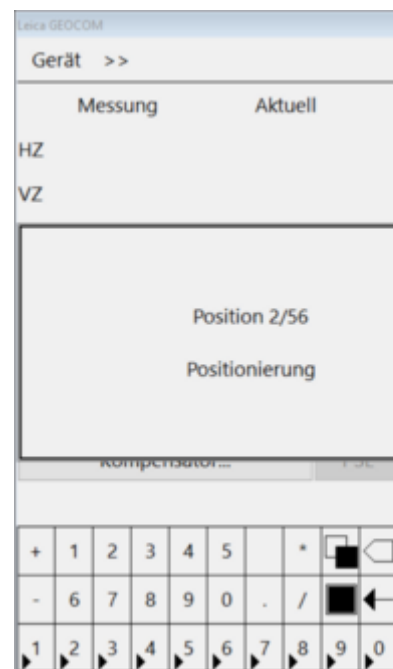 Leica GEOCOM
Gerät >>
Messung Aktuell
HZ
VZ
Position 2/56
Positionierung
Kompensator...
+ 1 2 3 4 5 *
- 6 7 8 9 0 . /
1 2 3 4 5 6 7 8 9 0